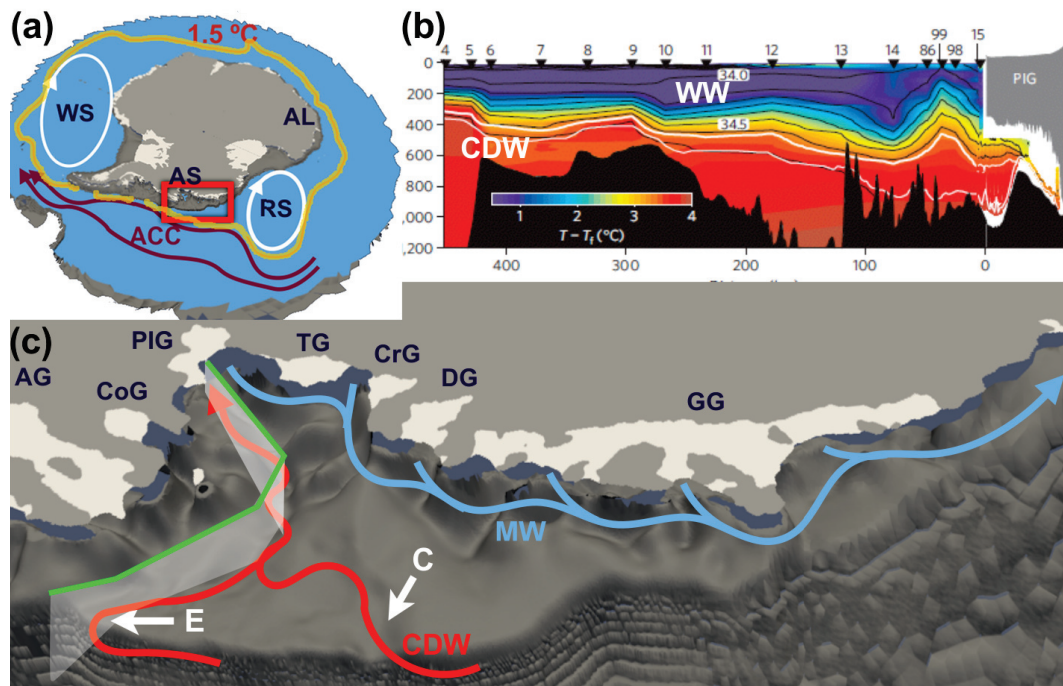 (a)
1.5 ºC
WS
AL
AS
RS
ACC
(b)
4 5 6 7 8 9 10 11 12 13 14 86 99 98 15
0
200
400
600
800
1,000
,200
34.0
WW
34.5
CDW
PIG
1 2 3 4
T – Tf (°C)
400 300 200 100 0
(c)
PIG
TG
CrG
AG
CoG
DG
GG
MW
C
E
CDW